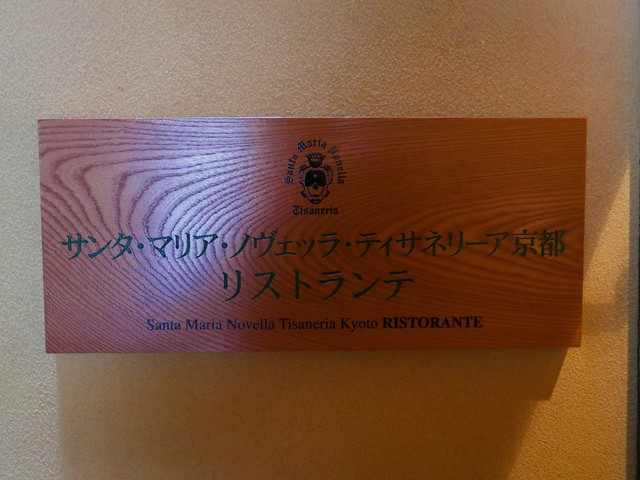 Santa Maria Novella
Tisaneria
サンタ・マリア・ノヴェッラ・ティサネリーア京都
リストランテ
Santa Maria Novella Tisaneria Kyoto RISTORANTE